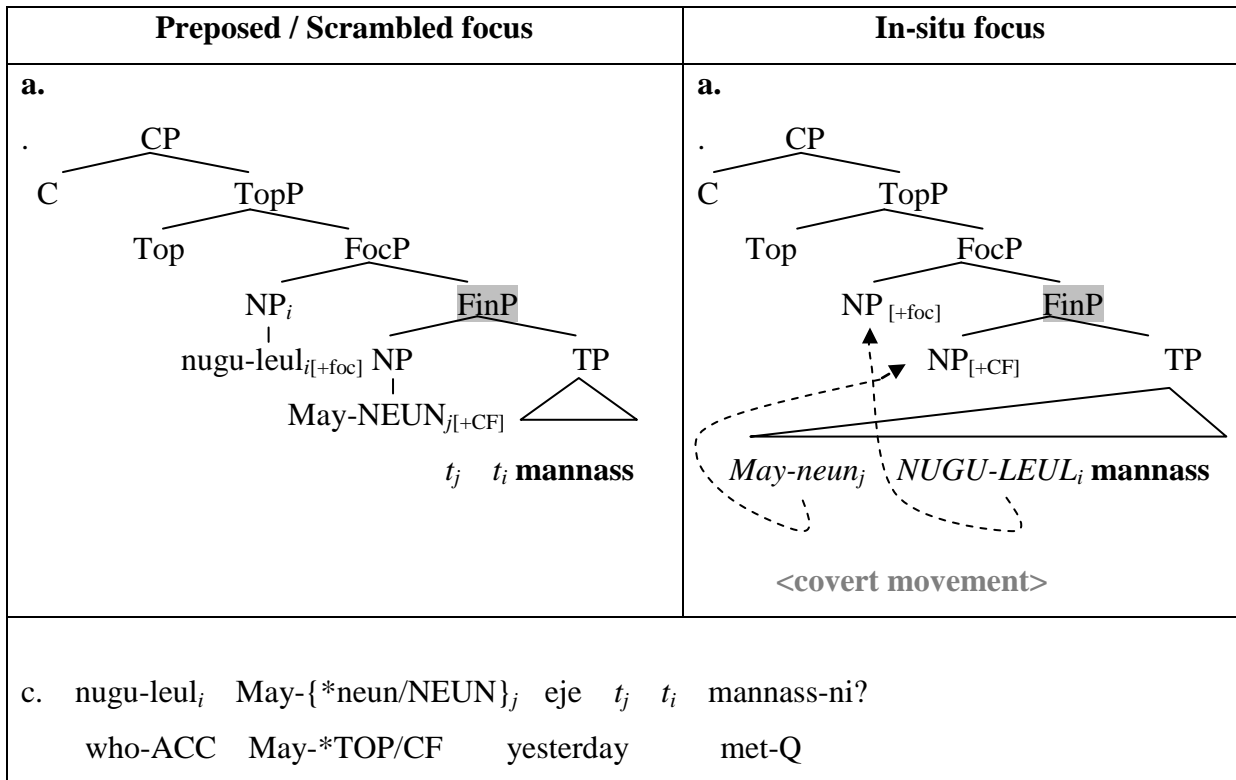 Preposed / Scrambled focus
a.
. CP
C TopP
Top FocP
NPi FinP
nugu-leuli[+foc] NP TP
May-NEUNj[+CF]
tj ti mannass
In-situ focus
a.
. CP
C TopP
Top FocP
NP [+foc] FinP
NP[+CF] TP
May-neunj NUGU-LEULi mannass
<covert movement>
c. nugu-leuli May-{*neun/NEUN}j eje tj ti mannass-ni?
who-ACC May-*TOP/CF yesterday met-Q